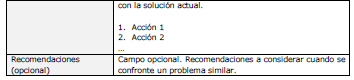 con la solución actual.
1. Acción 1
2. Acción 2
...
Recomendaciones (opcional)
Campo opcional. Recomendaciones a considerar cuando se confronte un problema similar.